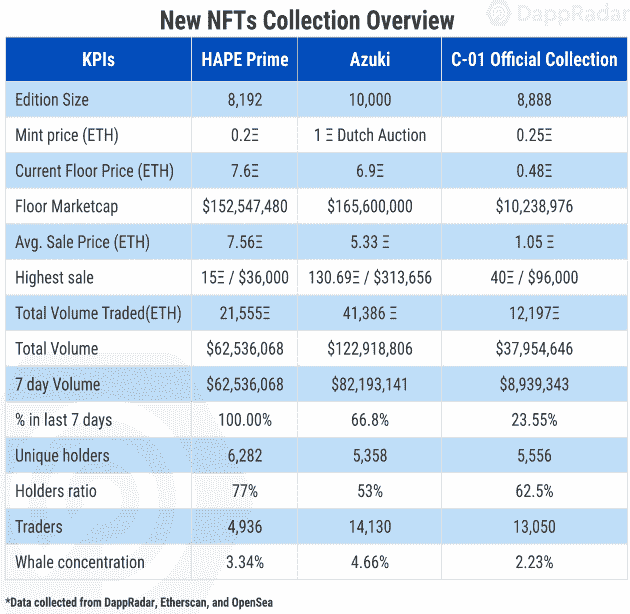 DappRadar
New NFTs Collection Overview
KPIs HAPE Prime Azuki C-01 Official Collection
Edition Size 8,192 10,000 8,888
Mint price (ETH) 0.2Ξ 1 Ξ Dutch Auction 0.25Ξ
Current Floor Price (ETH) 7.6Ξ 6.9Ξ 0.48Ξ
Floor Marketcap $152,547,480 $165,600,000 $10,238,976
Avg. Sale Price (ETH) 7.56Ξ 5.33 Ξ 1.05 Ξ
Highest sale 15Ξ / $36,000 130.69Ξ / $313,656 40Ξ / $96,000
Total Volume Traded(ETH) 21,555Ξ 41,386 Ξ 12,197Ξ
Total Volume $62,536,068 $122,918,806 $37,954,646
7 day Volume $62,536,068 $82,193,141 $8,939,343
% in last 7 days 100.00% 66.8% 23.55%
Unique holders 6,282 5,358 5,556
Holders ratio 77% 53% 62.5%
Traders 4,936 14,130 13,050
Whale concentration 3.34% 4.66% 2.23%
*Data collected from DappRadar, Etherscan, and OpenSea